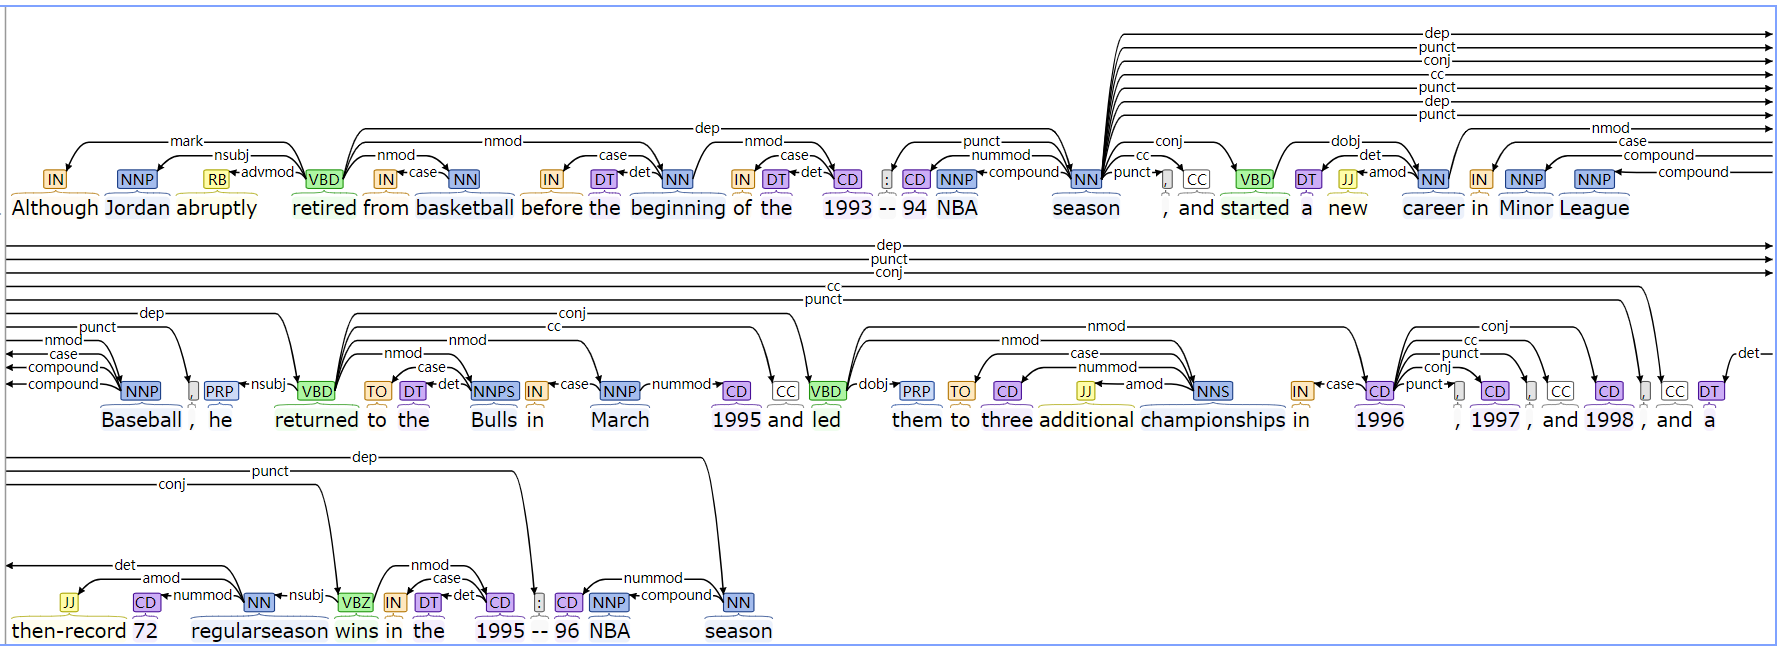 dep
punct
conj
cc
punct
dep
punct
dep nmod
mark nmod nmod punct conj dobj case
nsubj nmod case case nummod cc det compound
advmod case det det compound punct amod compound
IN NNP RB VBD IN NN IN DT NN IN DT CD : CD NNP NN , CC VBD DT JJ NN IN NNP NNP
Although Jordan abruptly retired from basketball before the beginning of the 1993 -- 94 NBA season , and started a new career in Minor League
dep
punct
conj
cc
punct
dep conj
punct cc nmod conj
nmod nmod nmod cc
case nmod case punct det
compound case nummod conj
compound nsubj det case nummod dobj amod case punct
NNP , PRP VBD TO DT NNPS IN NNP CD CC VBD PRP TO CD JJ NNS IN CD , CD , CC CD , CC DT
Baseball , he returned to the Bulls in March 1995 and led them to three additional championships in 1996 , 1997 , and 1998 , and a
dep
punct
conj
det nmod
amod case nummod
nummod nsubj det compound
JJ CD NN VBZ IN DT CD : CD NNP NN
then-record 72 regularseason wins in the 1995 -- 96 NBA season